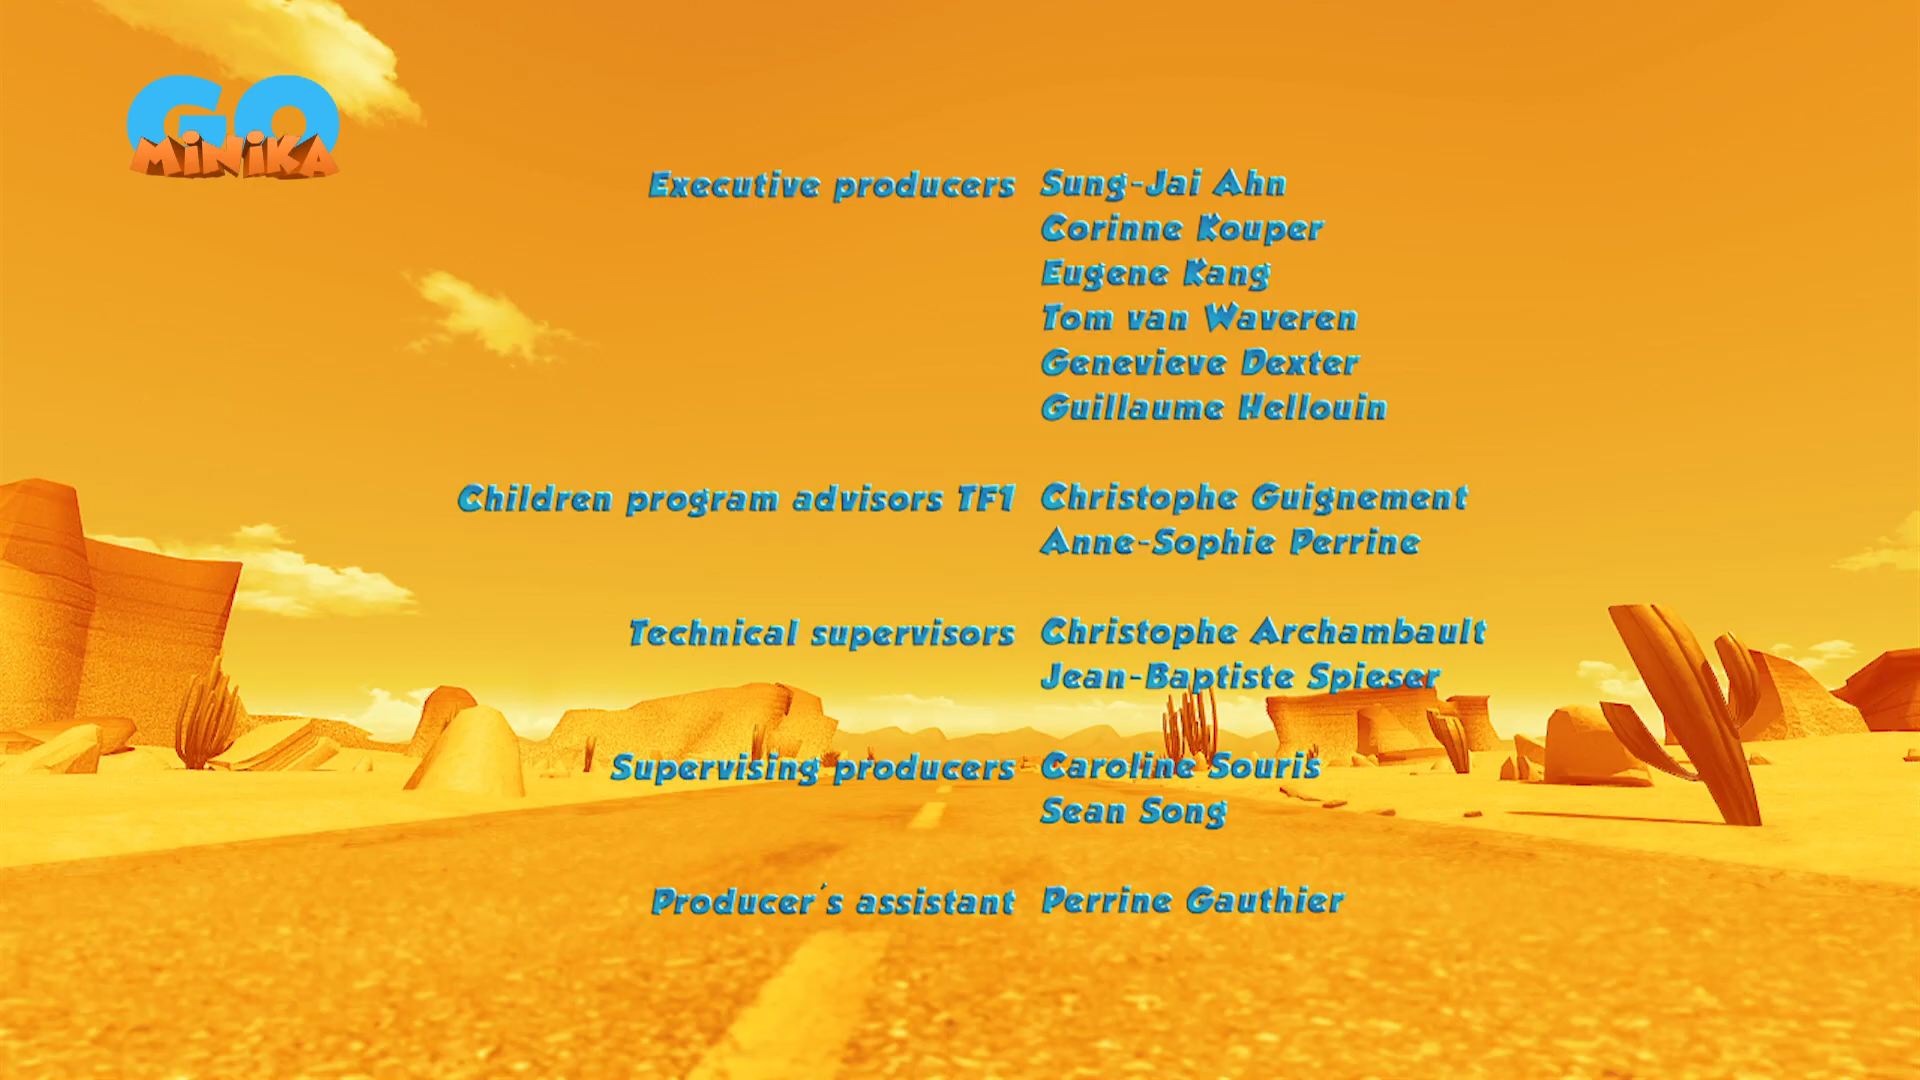 GO
MiNiKA
Executive producers Sung-Jai Ahn
Corinne Kouper
Eugene Kang
Tom van Waveren
Genevieve Dexter
Guillaume Hellouin
Children program advisors TF1 Christophe Guignement
Anne-Sophie Perrine
Technical supervisors Christophe Archambault
Jean-Baptiste Spieser
Supervising producers Caroline Souris
Sean Song
Producer's assistant Perrine Gauthier